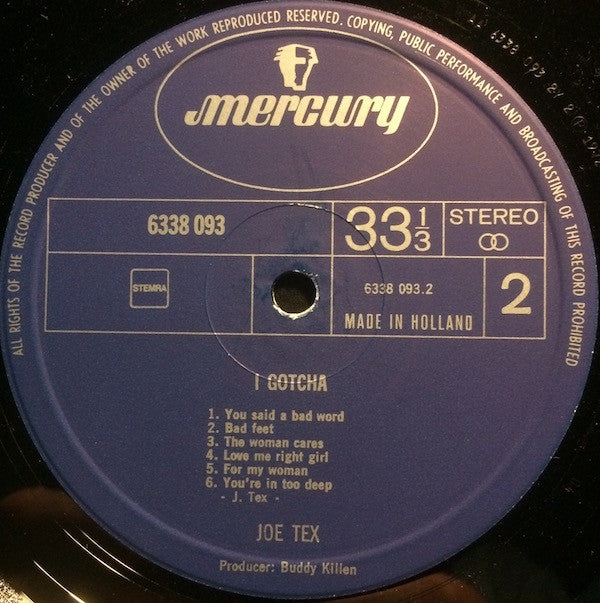 ALL RIGHTS OF THE RECORD PRODUCER AND OF THE OWNER OF THE WORK REPRODUCED RESERVED. COPYING, PUBLIC PERFORMANCE AND BROADCASTING OF THIS RECORD PROHIBITED
mercury
6338 093
33 1/3
STEREO
STEMRA
6338 093.2
MADE IN HOLLAND
2
I GOTCHA
1. You said a bad word
2. Bad feet
3. The woman cares
4. Love me right girl
5. For my woman
6. You're in too deep
- J. Tex -
JOE TEX
Producer: Buddy Killen